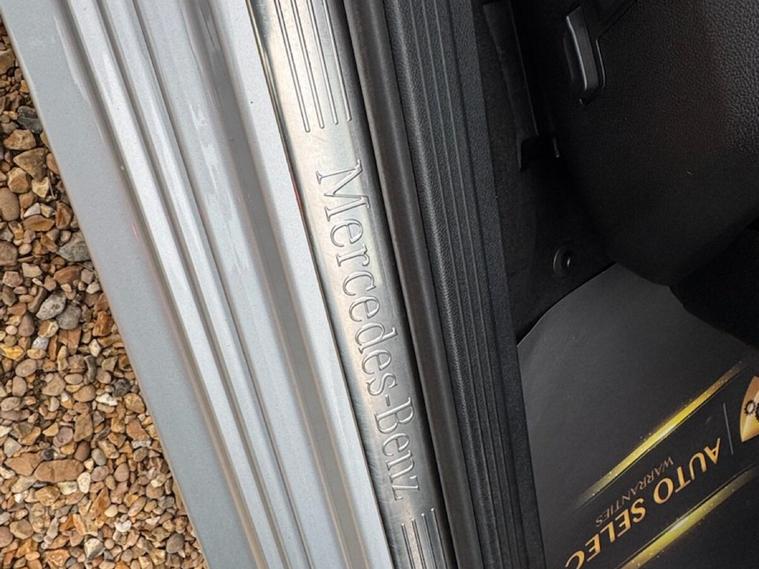 Mercedes-Benz
AUTO SELEC
WARRANTIES